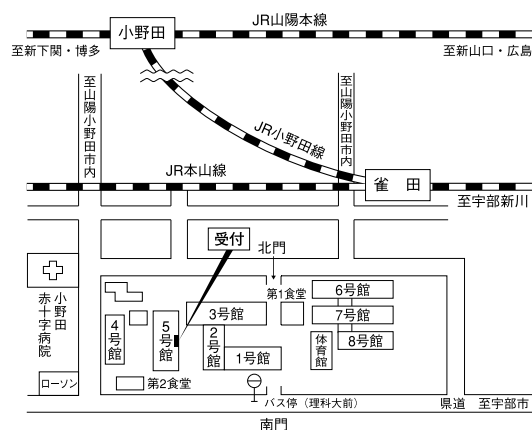 JR山陽本線
小野田
至新下関・博多
至新山口・広島
至山陽小野田市内
至山陽小野田市内
JR小野田線
JR本山線
雀田
至宇部新川
受付
北門
小野田
赤十字病院
第1食堂
6号館
7号館
8号館
3号館
4号館
5号館
2号館
1号館
体育館
ローソン
第2食堂
バス停（理科大前）
県道 至宇部市
南門